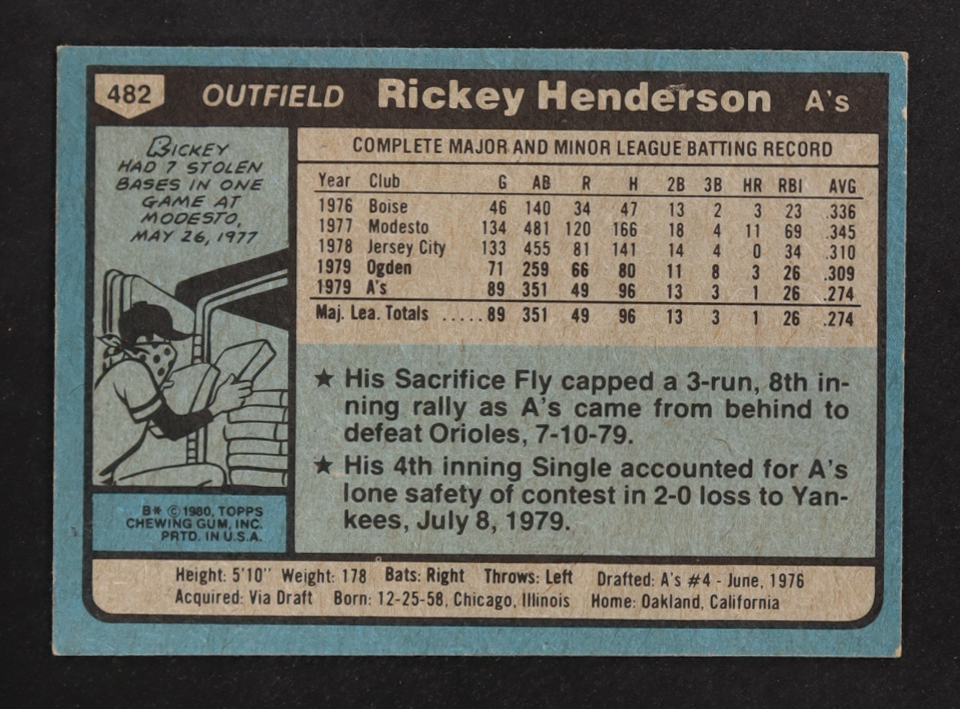 482 OUTFIELD Rickey Henderson A's
RICKEY
HAD 7 STOLEN
BASES IN ONE
GAME AT
MODESTO,
MAY 26, 1977
COMPLETE MAJOR AND MINOR LEAGUE BATTING RECORD
Year Club G AB R H 2B 3B HR RBI AVG
1976 Boise 46 140 34 47 13 2 3 23 .336
1977 Modesto 134 481 120 166 18 4 11 69 .345
1978 Jersey City 133 455 81 141 14 4 0 34 .310
1979 Ogden 71 259 66 80 11 8 3 26 .309
1979 A's 89 351 49 96 13 3 1 26 .274
Maj. Lea. Totals .....89 351 49 96 13 3 1 26 .274
★ His Sacrifice Fly capped a 3-run, 8th in-
ning rally as A's came from behind to
defeat Orioles, 7-10-79.
★ His 4th inning Single accounted for A's
lone safety of contest in 2-0 loss to Yan-
kees, July 8, 1979.
B* © 1980, TOPPS
CHEWING GUM, INC.
PRTD. IN U.S.A.
Height: 5'10" Weight: 178 Bats: Right Throws: Left Drafted: A's #4 - June, 1976
Acquired: Via Draft Born: 12-25-58, Chicago, Illinois Home: Oakland, California